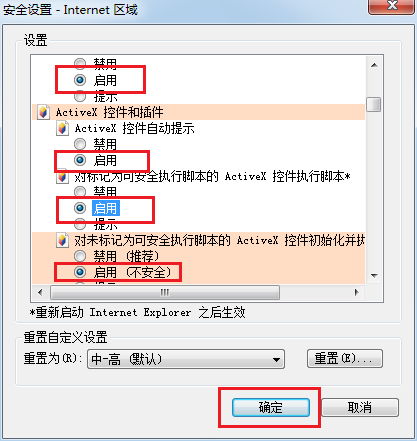 安全设置 - Internet 区域
设置
禁用
启用
提示
ActiveX 控件和插件
ActiveX 控件自动提示
禁用
启用
对标记为可安全执行脚本的 ActiveX 控件执行脚本*
禁用
启用
提示
对未标记为可安全执行脚本的 ActiveX 控件初始化并执
禁用 (推荐)
启用 (不安全)
*重新启动 Internet Explorer 之后生效
重置自定义设置
重置为(R): 中-高 (默认) 重置(E)...
确定 取消